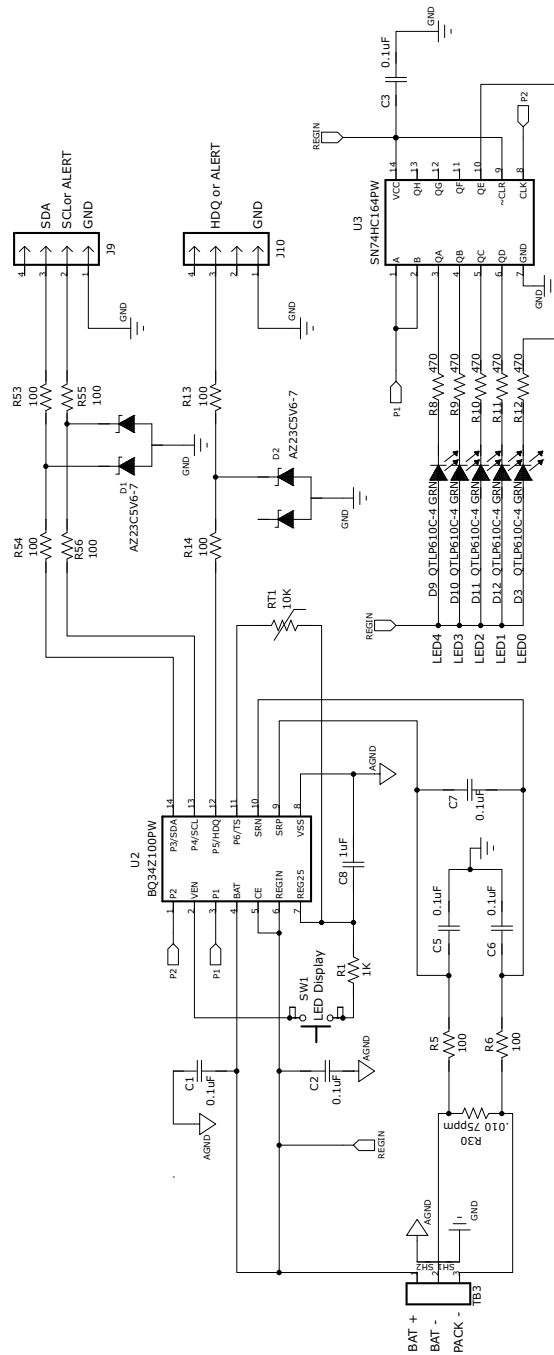 J9
4
3
2
1
SDA
SCLor ALERT
GND
GND
R53
100
R55
100
D1
AZ23C5V6-7
GND
R54
100
R56
100
J10
4
3
2
1
HDQ or ALERT
GND
GND
R13
100
D2
AZ23C5V6-7
GND
R14
100
RT1
10K
U2
BQ34Z100PW
P2
VEN
P1
BAT
CE
REGIN
REG25
1
2
3
4
5
6
7
P3/SDA
P4/SCL
P5/HDQ
P6/TS
SRN
SRP
VSS
14
13
12
11
10
9
8
P2
P1
AGND
C8
1uF
R1
1K
SW1
LED Display
C1
0.1uF
AGND
C2
0.1uF
AGND
REGIN
C7
0.1uF
C5
0.1uF
C6
0.1uF
R5
100
R6
100
R30
.010 75ppm
AGND
GND
SH2
SH1
1
2
3
TB3
BAT +
BAT -
PACK -
REGIN
C3
0.1uF
GND
U3
SN74HC164PW
A
B
QA
QB
QC
QD
GND
1
2
3
4
5
6
7
VCC
QH
QG
QF
QE
~CLR
CLK
14
13
12
11
10
9
8
P2
P1
GND
R8
470
R9
470
R10
470
R11
470
R12
470
D9 QTLP610C-4 GRN
D10 QTLP610C-4 GRN
D11 QTLP610C-4 GRN
D12 QTLP610C-4 GRN
D3 QTLP610C-4 GRN
REGIN
LED4
LED3
LED2
LED1
LED0